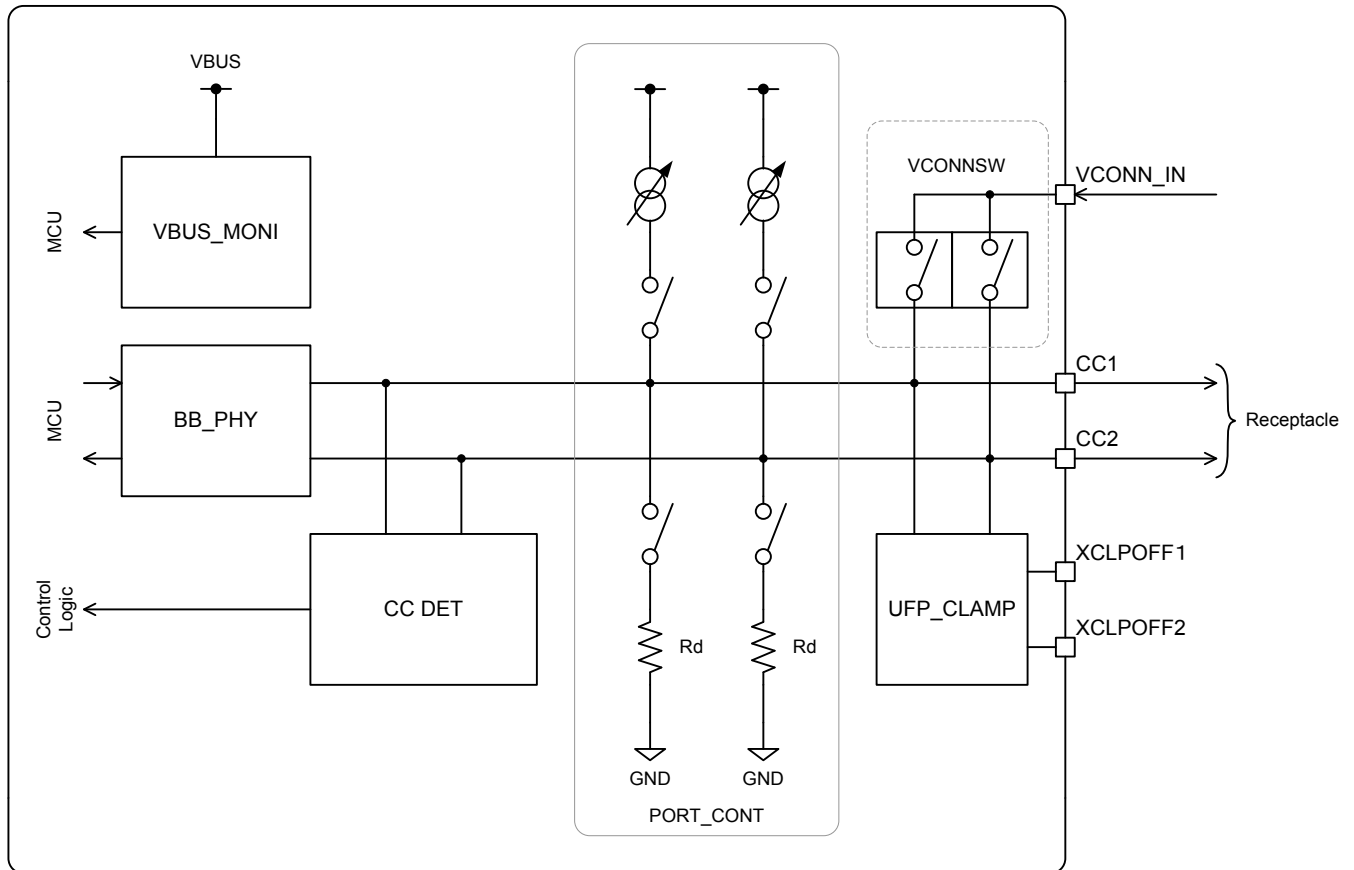 VBUS
VCONNSW
VCONN_IN
MCU
VBUS_MONI
CC1
MCU
BB_PHY
Receptacle
CC2
XCLPOFF1
Control
Logic
CC DET
UFP_CLAMP
XCLPOFF2
Rd
Rd
GND
GND
PORT_CONT